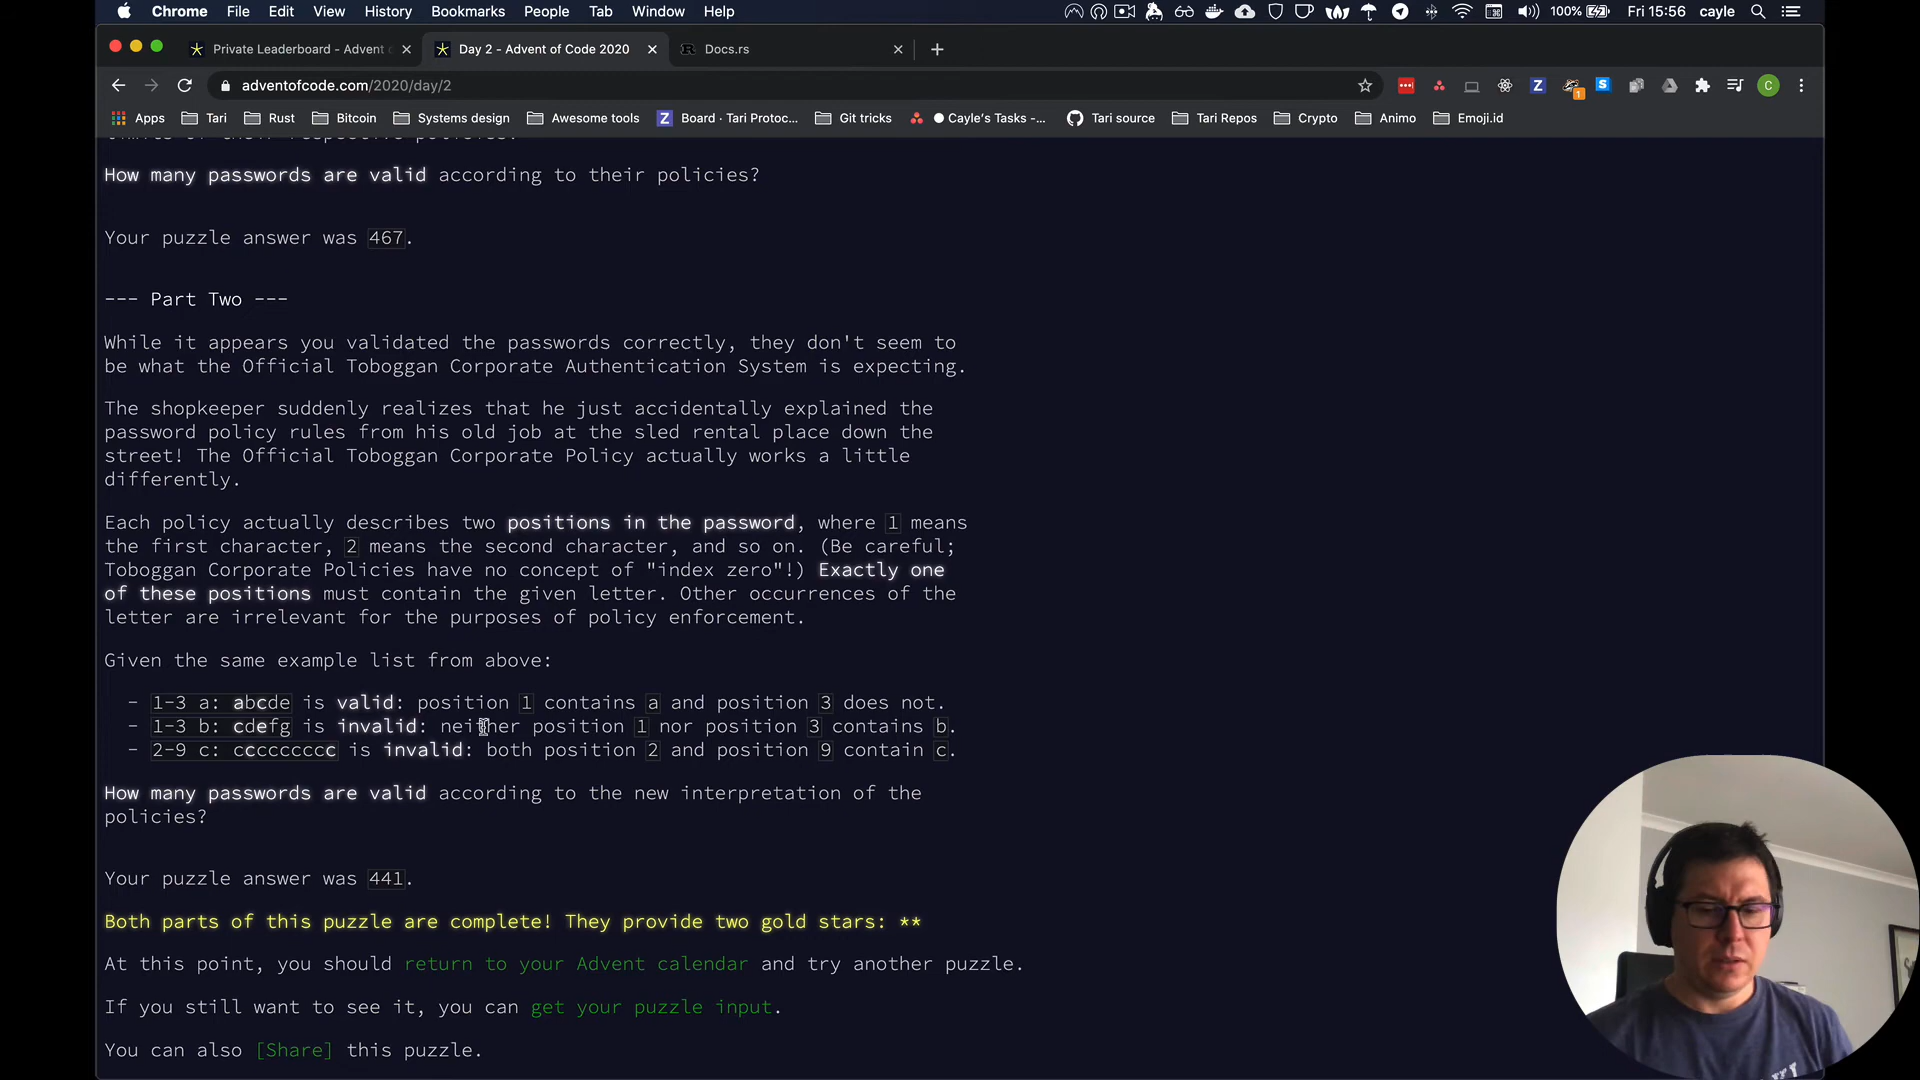 Chrome File Edit View History Bookmarks People Tab Window Help 100% Fri 15:56 cayle
Private Leaderboard - Advent o Day 2 - Advent of Code 2020 Docs.rs
adventofcode.com/2020/day/2
Apps Tari Rust Bitcoin Systems design Awesome tools Board · Tari Protoc... Git tricks Cayle's Tasks -... Tari source Tari Repos Crypto Animo Emoji.id
How many passwords are valid according to their policies?
Your puzzle answer was 467.
--- Part Two ---
While it appears you validated the passwords correctly, they don't seem to
be what the Official Toboggan Corporate Authentication System is expecting.
The shopkeeper suddenly realizes that he just accidentally explained the
password policy rules from his old job at the sled rental place down the
street! The Official Toboggan Corporate Policy actually works a little
differently.
Each policy actually describes two positions in the password, where 1 means
the first character, 2 means the second character, and so on. (Be careful;
Toboggan Corporate Policies have no concept of "index zero"!) Exactly one
of these positions must contain the given letter. Other occurrences of the
letter are irrelevant for the purposes of policy enforcement.
Given the same example list from above:
- 1-3 a: abcde is valid: position 1 contains a and position 3 does not.
- 1-3 b: cdefg is invalid: neither position 1 nor position 3 contains b.
- 2-9 c: ccccccccc is invalid: both position 2 and position 9 contain c.
How many passwords are valid according to the new interpretation of the
policies?
Your puzzle answer was 441.
Both parts of this puzzle are complete! They provide two gold stars: **
At this point, you should return to your Advent calendar and try another puzzle.
If you still want to see it, you can get your puzzle input.
You can also [Share] this puzzle.